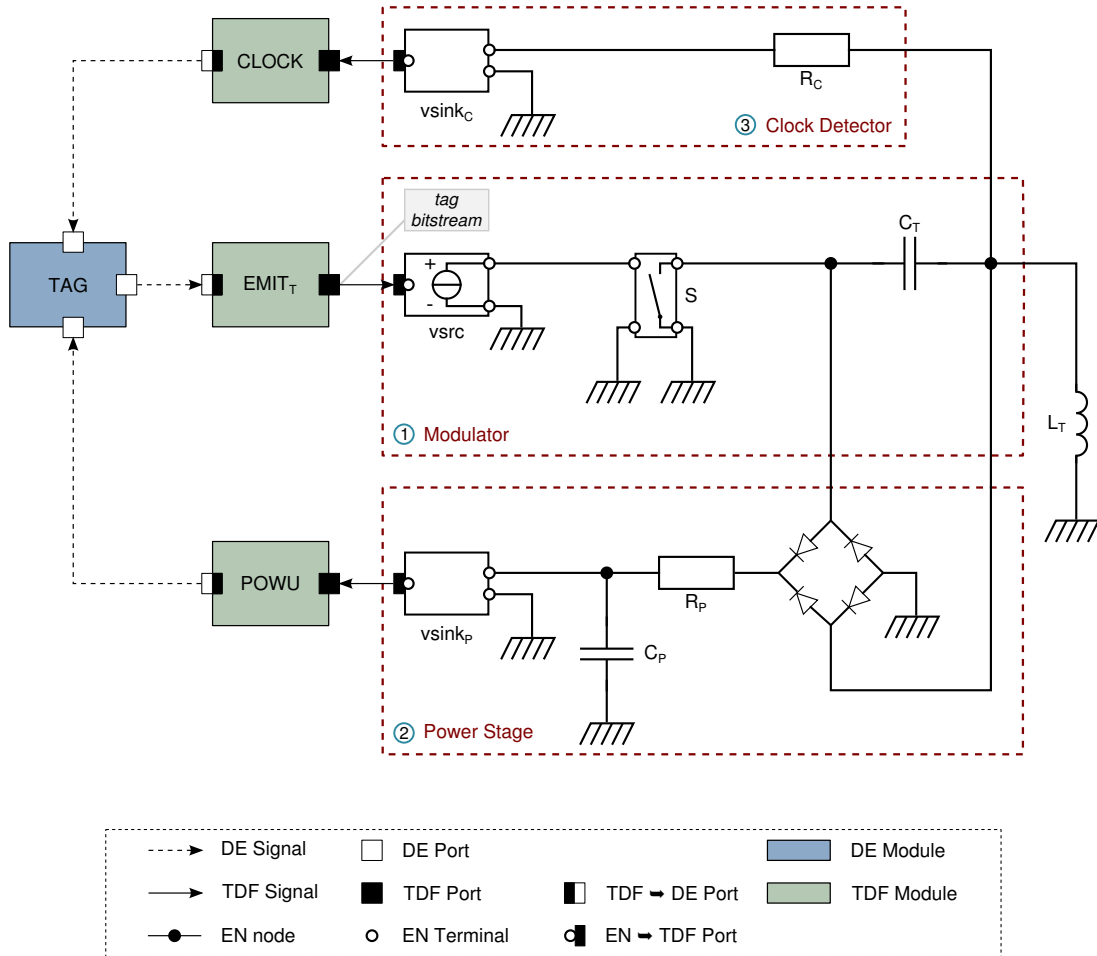 CLOCK
vsinkC
RC
3 Clock Detector
tag
bitstream
TAG
EMITT
+
-
vsrc
S
CT
1 Modulator
LT
POWU
vsinkP
RP
CP
2 Power Stage
DE Signal
DE Port
DE Module
TDF Signal
TDF Port
TDF ➥ DE Port
TDF Module
EN node
EN Terminal
EN ➥ TDF Port